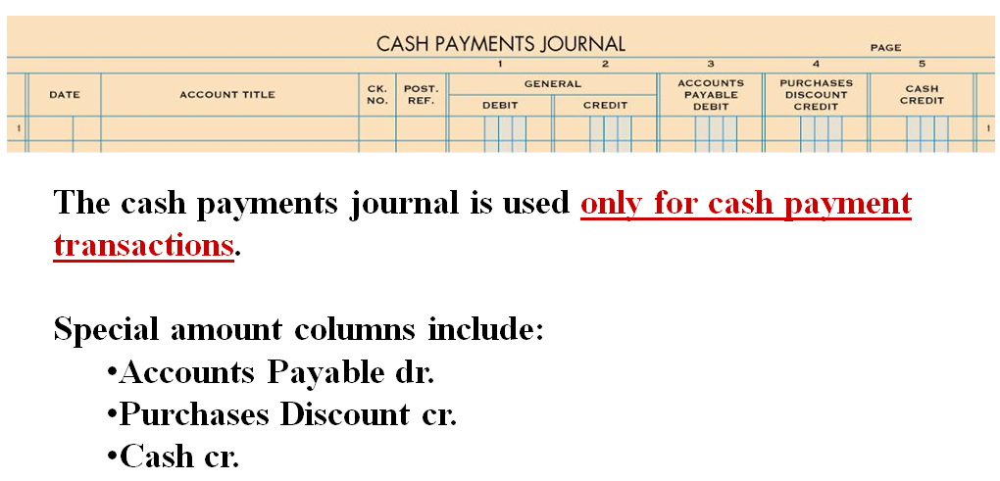 CASH PAYMENTS JOURNAL
PAGE
1 2 3 4 5
DATE
ACCOUNT TITLE
CK.
NO.
POST.
REF.
GENERAL
DEBIT
CREDIT
ACCOUNTS
PAYABLE
DEBIT
PURCHASES
DISCOUNT
CREDIT
CASH
CREDIT
1 1
The cash payments journal is used only for cash payment
transactions.
Special amount columns include:
•Accounts Payable dr.
•Purchases Discount cr.
•Cash cr.